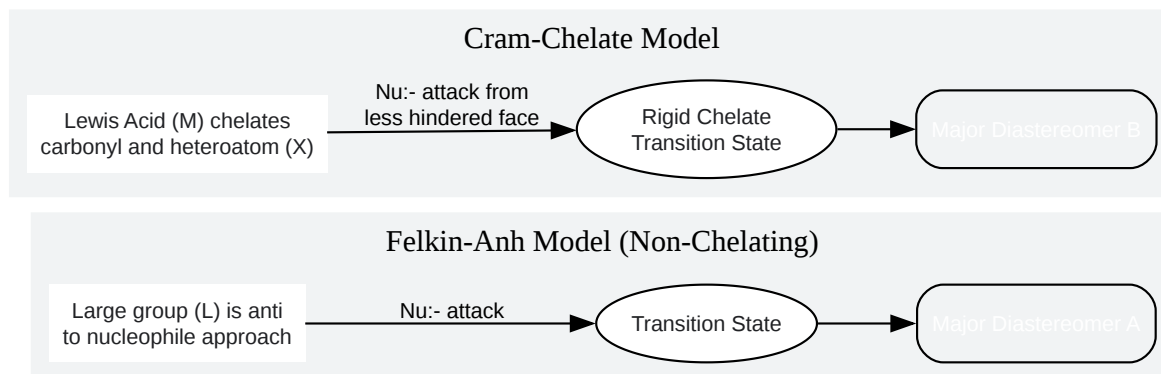 Cram-Chelate Model
Nu:- attack from
less hindered face
Lewis Acid (M) chelates
carbonyl and heteroatom (X)
Rigid Chelate
Transition State
Major Diastereomer B
Felkin-Anh Model (Non-Chelating)
Large group (L) is anti
to nucleophile approach
Nu:- attack
Transition State
Major Diastereomer A